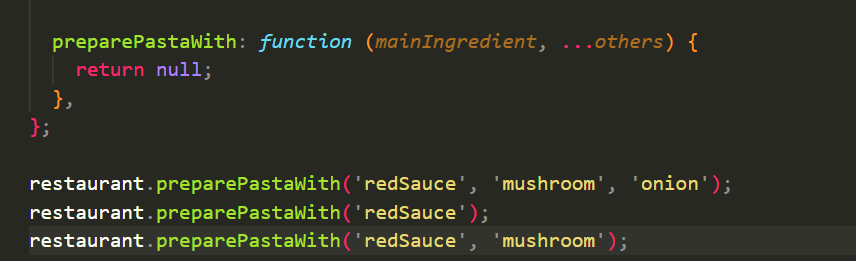 preparePastaWith: function (mainIngredient, ...others) {
return null;
},
};
restaurant.preparePastaWith('redSauce', 'mushroom', 'onion');
restaurant.preparePastaWith('redSauce');
restaurant.preparePastaWith('redSauce', 'mushroom');